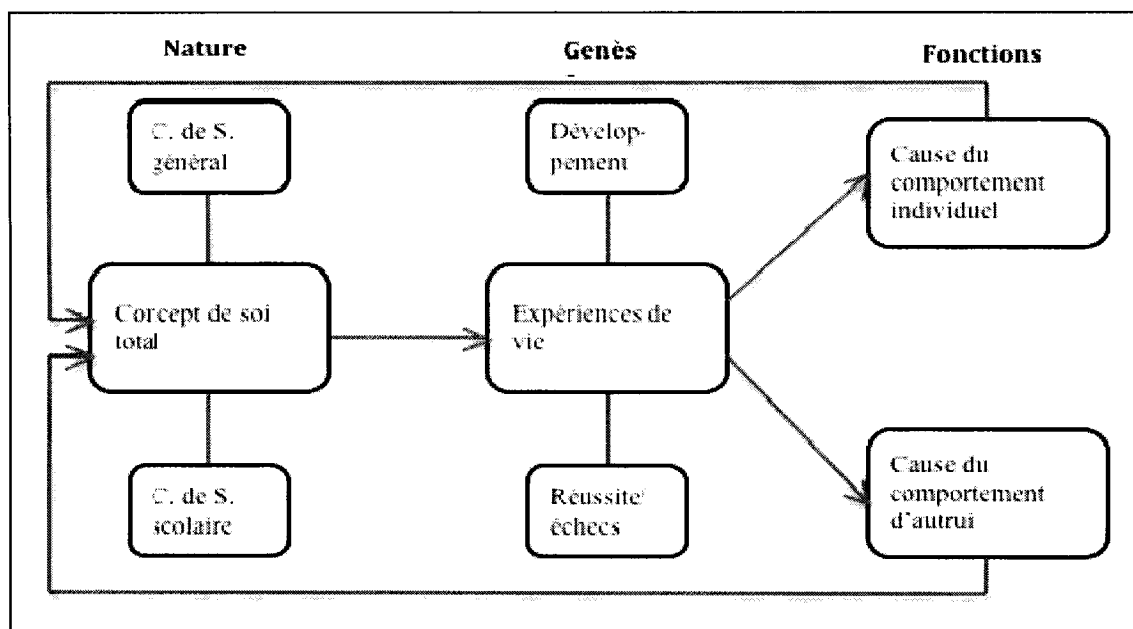 Nature
Genès
Fonctions
C. de S.
général
Dévelop-
pement
Cause du
comportement
individuel
Corcept de soi
total
Expériences de
vie
C. de S.
scolaire
Réussite/
échecs
Cause du
comportement
d'autrui